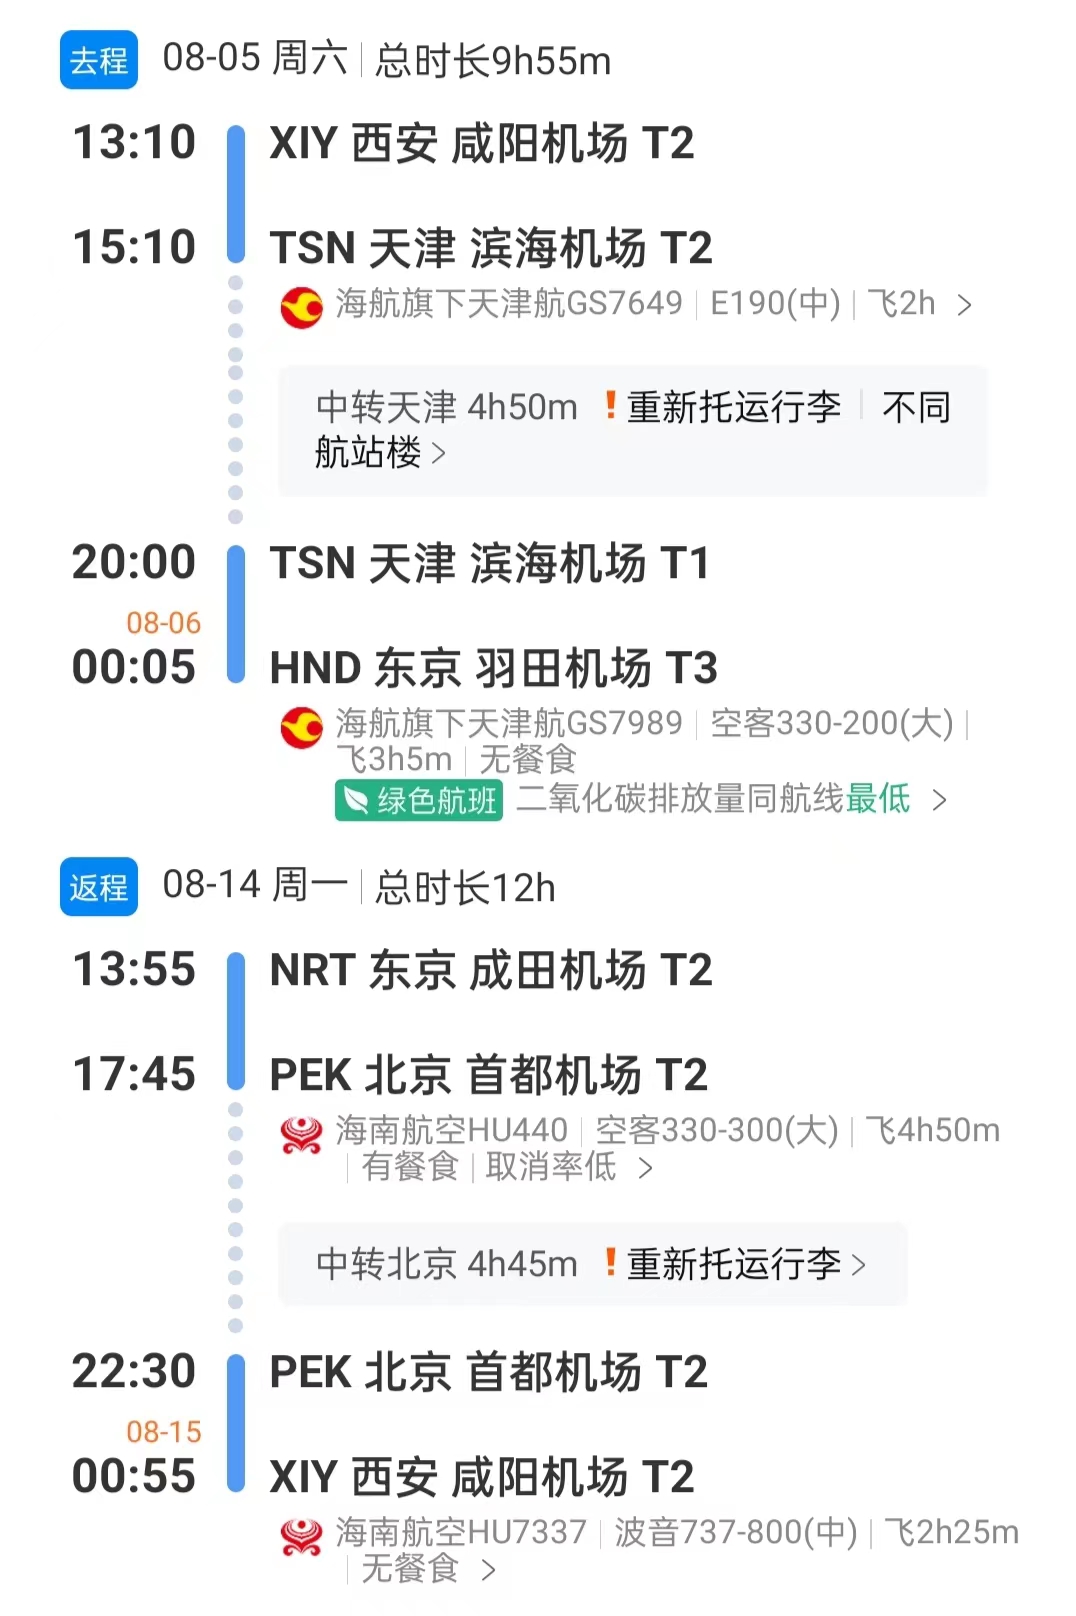 去程 08-05 周六 | 总时长9h55m
13:10 XIY 西安 咸阳机场 T2
15:10 TSN 天津 滨海机场 T2
海航旗下天津航GS7649 | E190(中) | 飞2h >
中转天津 4h50m !重新托运行李 | 不同
航站楼 >
20:00 TSN 天津 滨海机场 T1
08-06
00:05 HND 东京 羽田机场 T3
海航旗下天津航GS7989 | 空客330-200(大) |
飞3h5m | 无餐食
绿色航班 二氧化碳排放量同航线最低 >
返程 08-14 周一 | 总时长12h
13:55 NRT 东京 成田机场 T2
17:45 PEK 北京 首都机场 T2
海南航空HU440 | 空客330-300(大) | 飞4h50m
| 有餐食 | 取消率低 >
中转北京 4h45m !重新托运行李 >
22:30 PEK 北京 首都机场 T2
08-15
00:55 XIY 西安 咸阳机场 T2
海南航空HU7337 | 波音737-800(中) | 飞2h25m
| 无餐食 >